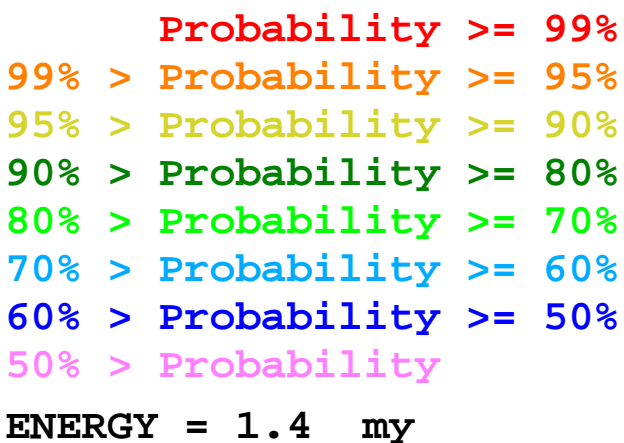 Probability >= 99%
99% > Probability >= 95%
95% > Probability >= 90%
90% > Probability >= 80%
80% > Probability >= 70%
70% > Probability >= 60%
60% > Probability >= 50%
50% > Probability
ENERGY = 1.4  my